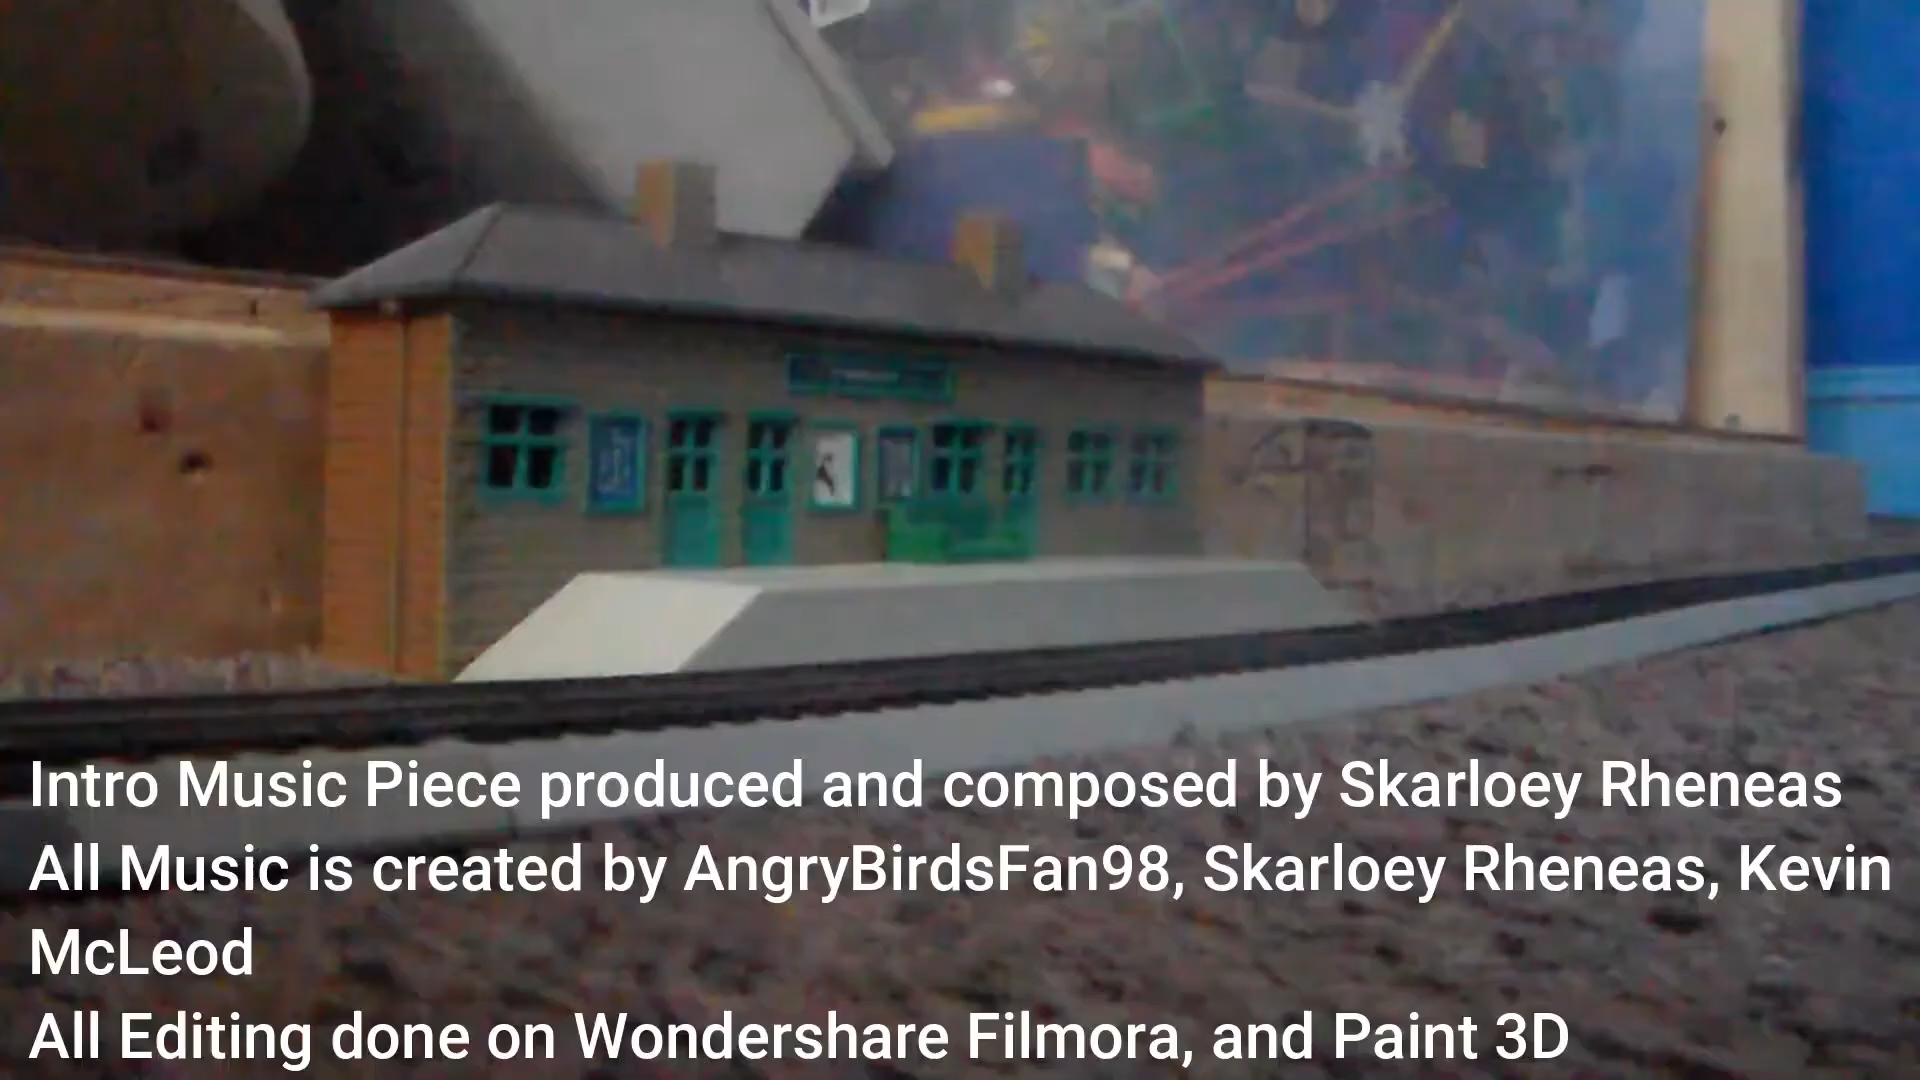 Intro Music Piece produced and composed by Skarloey Rheneas
All Music is created by AngryBirdsFan98, Skarloey Rheneas, Kevin
McLeod
All Editing done on Wondershare Filmora, and Paint 3D